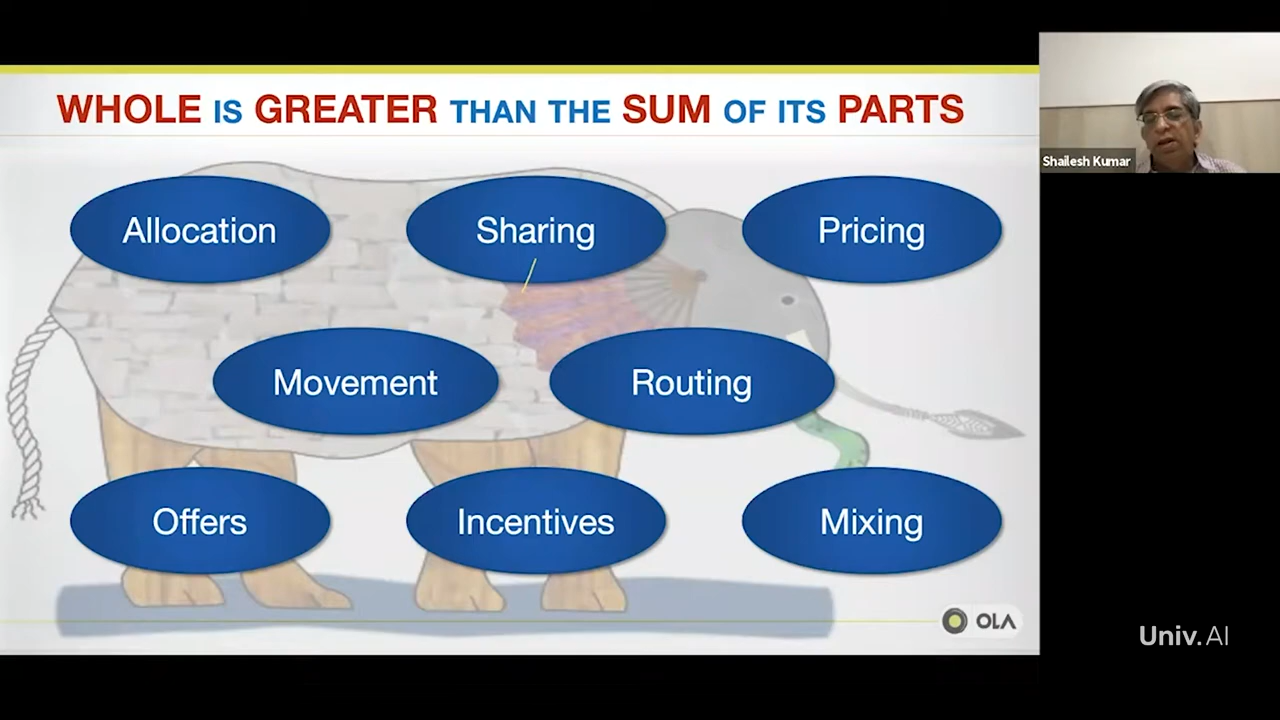 WHOLE IS GREATER THAN THE SUM OF ITS PARTS
Shailesh Kumar
Allocation
Sharing
Pricing
Movement
Routing
Offers
Incentives
Mixing
OLA
Univ.AI